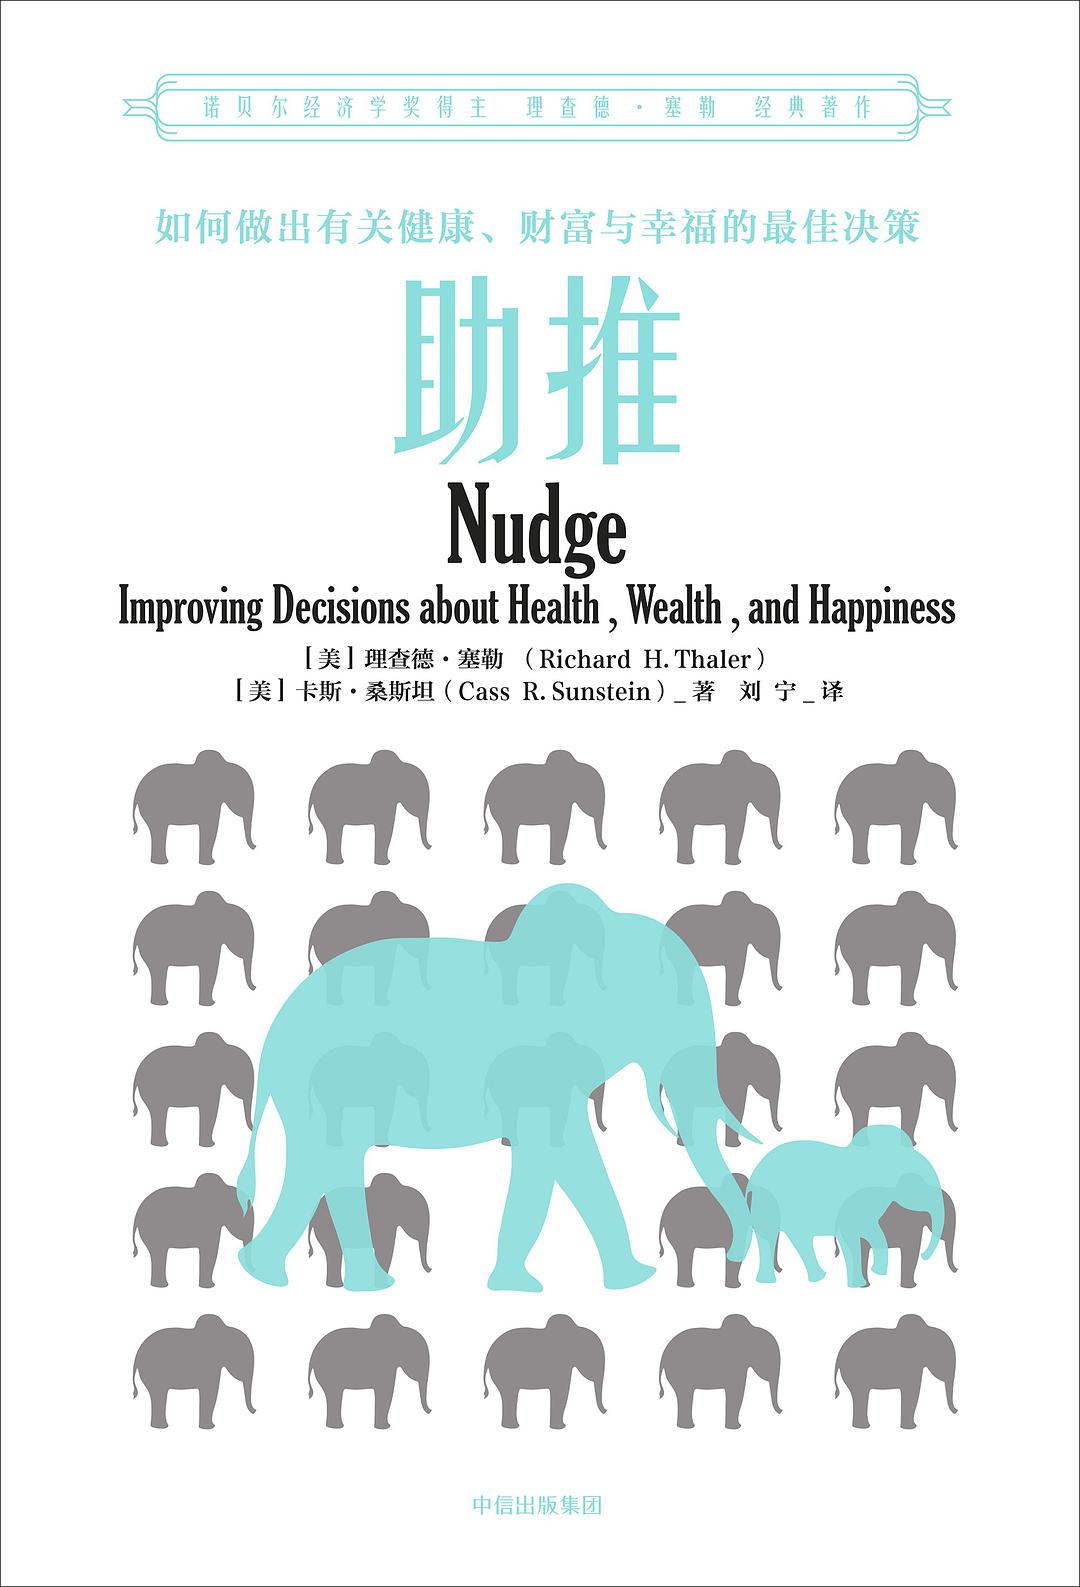 诺贝尔经济学奖得主 理查德·塞勒 经典著作
如何做出有关健康、财富与幸福的最佳决策
助推
Nudge
Improving Decisions about Health , Wealth , and Happiness
[美] 理查德·塞勒 （Richard H. Thaler）
[美] 卡斯·桑斯坦（Cass R. Sunstein）_著 刘 宁_译
中信出版集团